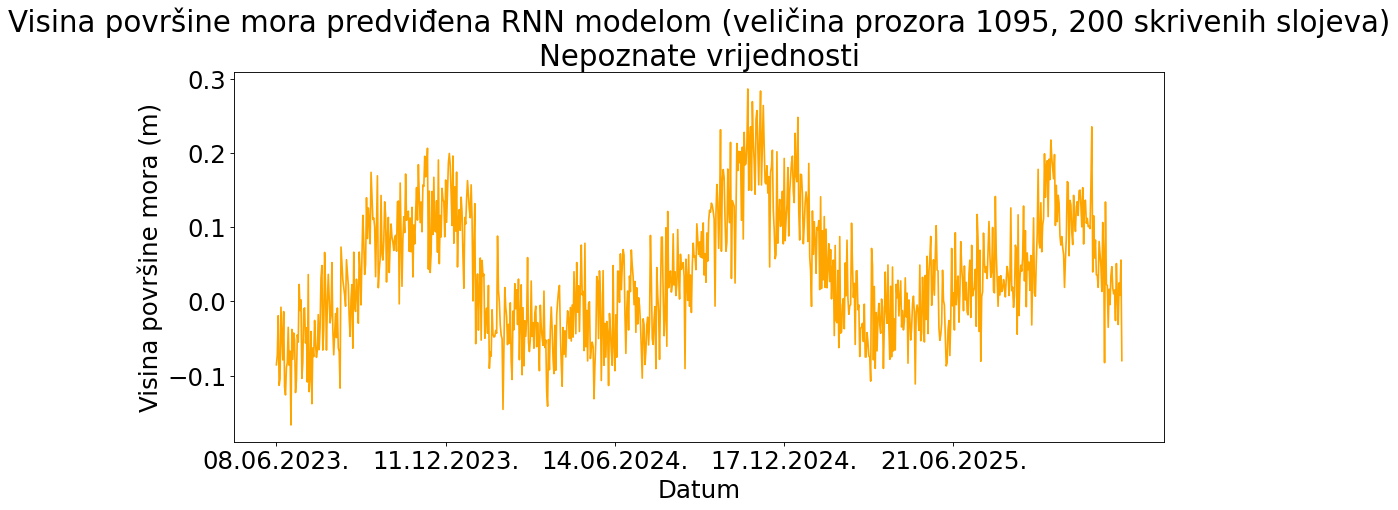 Visina površine mora predviđena RNN modelom (veličina prozora 1095, 200 skrivenih slojeva)
Nepoznate vrijednosti
Visina površine mora (m)
0.3
0.2
0.1
0.0
−0.1
08.06.2023. 11.12.2023. 14.06.2024. 17.12.2024. 21.06.2025.
Datum